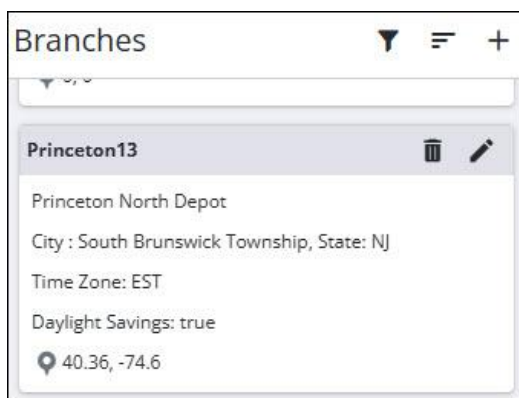 Branches
Princeton13
Princeton North Depot
City : South Brunswick Township, State: NJ
Time Zone: EST
Daylight Savings: true
40.36, -74.6